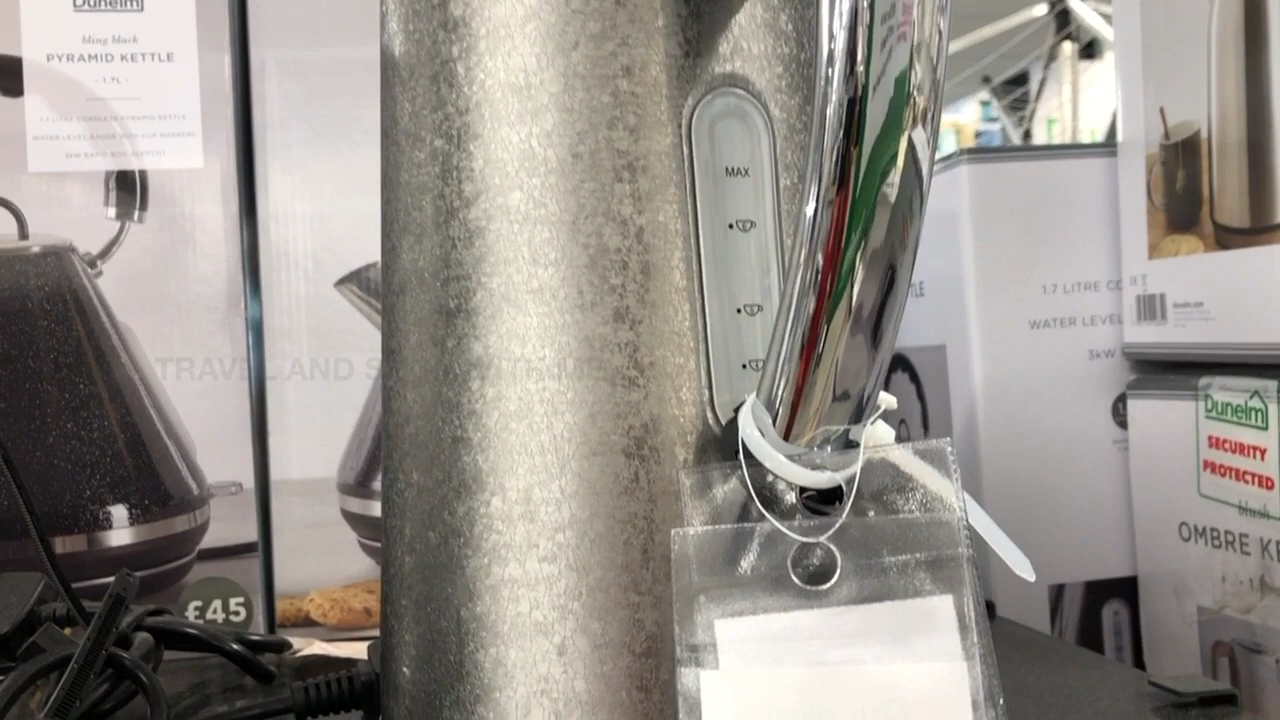 Dunelm
bling black
PYRAMID KETTLE
- 1.7L -
1.7 LITRE CORDLESS PYRAMID KETTLE
WATER LEVEL GAUGE WITH CUP MARKERS
3KW RAPID BOIL ELEMENT
£45
TRAVEL AND S
MAX
1.7 LITRE CO
WATER LEVEL
3kW
Dunelm
SECURITY
PROTECTED
blush
OMBRE KE